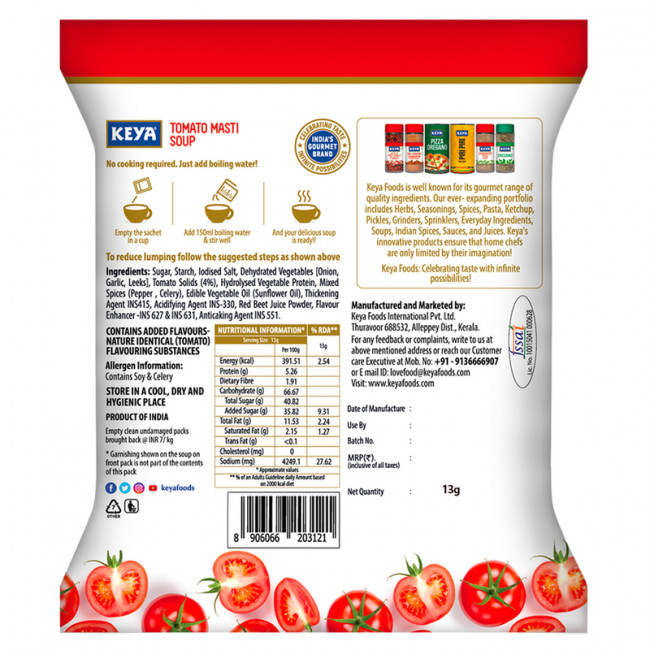 KEYA®
TOMATO MASTI
SOUP
CELEBRATING TASTE
INDIA'S
GOURMET
BRAND
INFINITE POSSIBILITIES
No cooking required. Just add boiling water!
Empty the sachet
in a cup
Add 150ml boiling water
& stir well
And your delicious soup
is ready!!
To reduce lumping follow the suggested steps as shown above
Ingredients: Sugar, Starch, Iodised Salt, Dehydrated Vegetables [Onion,
Garlic, Leeks], Tomato Solids (4%), Hydrolysed Vegetable Protein, Mixed
Spices (Pepper , Celery), Edible Vegetable Oil (Sunflower Oil), Thickening
Agent INS415, Acidifying Agent INS-330, Red Beet Juice Powder, Flavour
Enhancer -INS 627 & INS 631, Anticaking Agent INS 551.
CONTAINS ADDED FLAVOURS-
NATURE IDENTICAL (TOMATO)
FLAVOURING SUBSTANCES
Allergen Information:
Contains Soy & Celery
STORE IN A COOL, DRY AND
HYGIENIC PLACE
PRODUCT OF INDIA
Empty clean undamaged packs
brought back @ INR 7/ kg
* Garnishing shown on the soup on
front pack is not part of the contents
of this pack
keyafoods
OTHER
NUTRITIONAL INFORMATION* % RDA**
Serving Size: 13g
Per 100g 13g
Energy (kcal) 391.51 2.54
Protein (g) 5.26
Dietary Fibre 1.91
Carbohydrate (g) 66.67
Total Sugar (g) 40.82
Added Sugar (g) 35.82 9.31
Total Fat (g) 11.53 2.24
Saturated Fat (g) 2.15 1.27
Trans Fat (g) <0.1
Cholesterol (mg) 0
Sodium (mg) 4249.1 27.62
* Approximate values
** % of an Adults Guideline daily Amount based
on 2000 kcal diet
8 906066 203121
KEYA
PIZZA
OREGANO
PIRI PIRI
Keya Foods is well known for its gourmet range of
quality ingredients. Our ever- expanding portfolio
includes Herbs, Seasonings, Spices, Pasta, Ketchup,
Pickles, Grinders, Sprinklers, Everyday Ingredients,
Soups, Indian Spices, Sauces, and Juices. Keya's
innovative products ensure that home chefs
are only limited by their imagination!
Keya Foods: Celebrating taste with infinite
possibilities!
Manufactured and Marketed by:
Keya Foods International Pvt. Ltd.
Thuravoor 688532, Alleppey Dist., Kerala.
For any feedback or complaints, write to us at
above mentioned address or reach our Customer
care Executive at Mob. No: +91 - 9136666907
or E mail ID: lovefood@keyafoods.com
Visit: www.keyafoods.com
fssai
Lic. No. 10015041000628
Date of Manufacture :
Use By :
Batch No. :
MRP(₹). :
(inclusive of all taxes)
Net Quantity : 13g